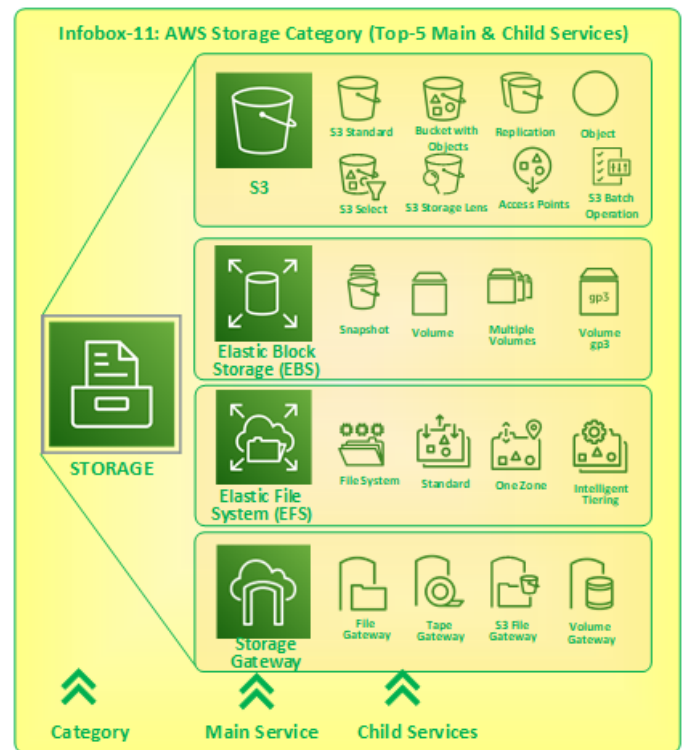 Infobox-11: AWS Storage Category (Top-5 Main & Child Services)
S3
S3 Standard
Bucket with
Objects
Replication
Object
S3 Select
S3 Storage Lens
Access Points
S3 Batch
Operation
Elastic Block
Storage (EBS)
Snapshot
Volume
Multiple
Volumes
gp3
Volume
gp3
STORAGE
Elastic File
System (EFS)
File System
Standard
One Zone
Intelligent
Tiering
Storage
Gateway
File
Gateway
Tape
Gateway
S3 File
Gateway
Volume
Gateway
Category
Main Service
Child Services